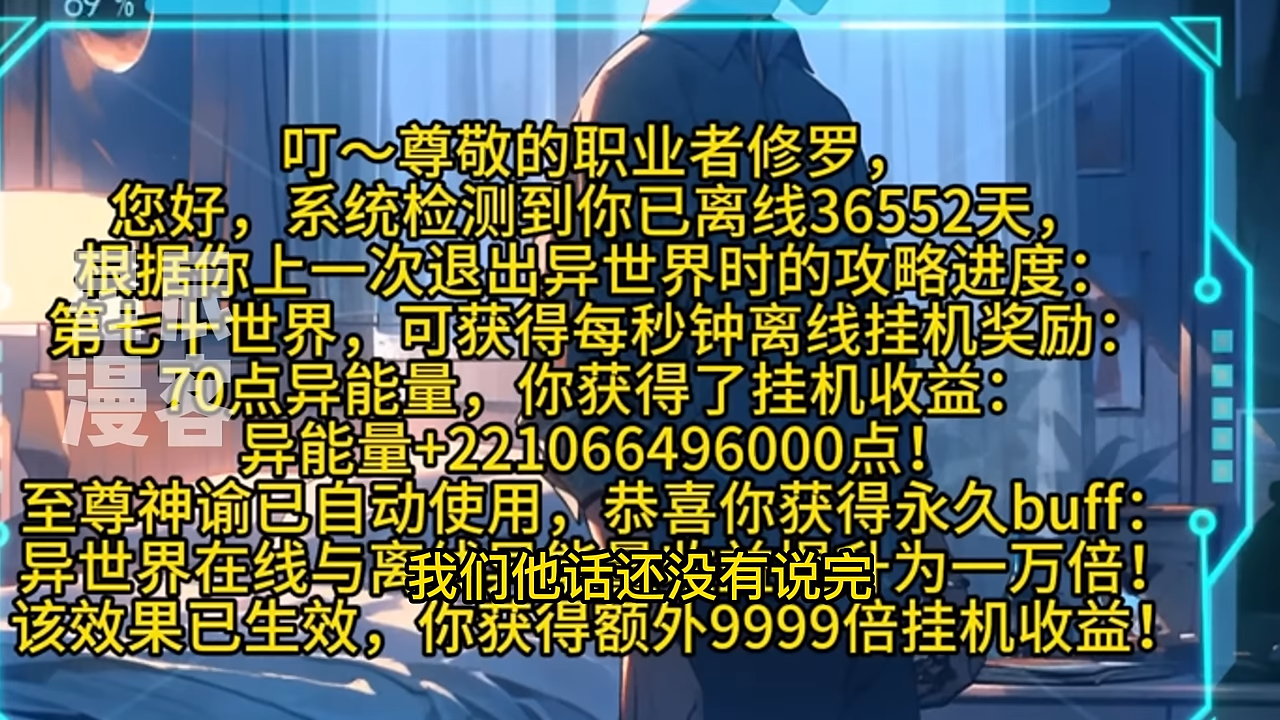 69 %
叮～尊敬的职业者修罗，
您好，系统检测到你已离线36552天，
根据你上一次退出异世界时的攻略进度：
第七十世界，可获得每秒钟离线挂机奖励：
70点异能量，你获得了挂机收益：
异能量+221066496000点！
至尊神谕已自动使用，恭喜你获得永久buff：
异世界在线与离线 升为一万倍！
我们他话还没有说完
该效果已生效，你获得额外9999倍挂机收益！
漫客